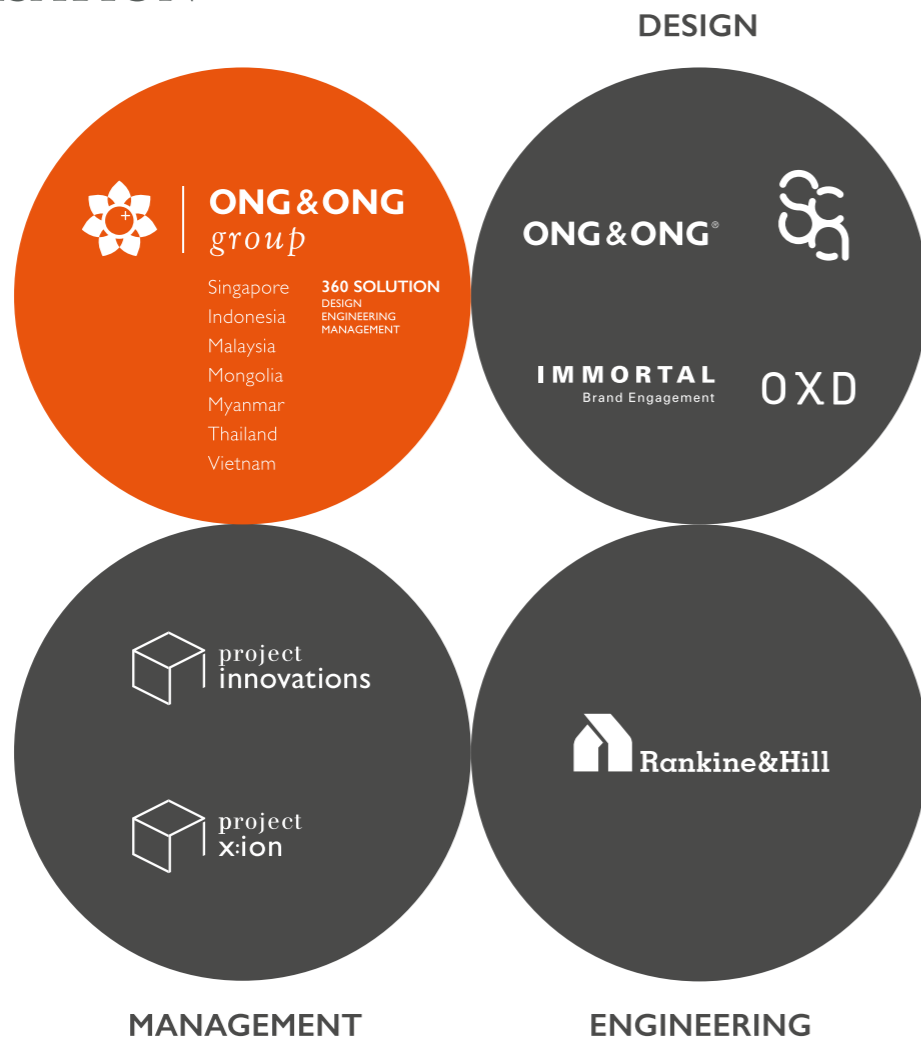 DESIGN
ONG&ONG
group
Singapore
Indonesia
Malaysia
Mongolia
Myanmar
Thailand
Vietnam
360 SOLUTION
DESIGN
ENGINEERING
MANAGEMENT
ONG&ONG®
sca
IMMORTAL
Brand Engagement
OXD
project
innovations
project
x:ion
Rankine&Hill
MANAGEMENT
ENGINEERING